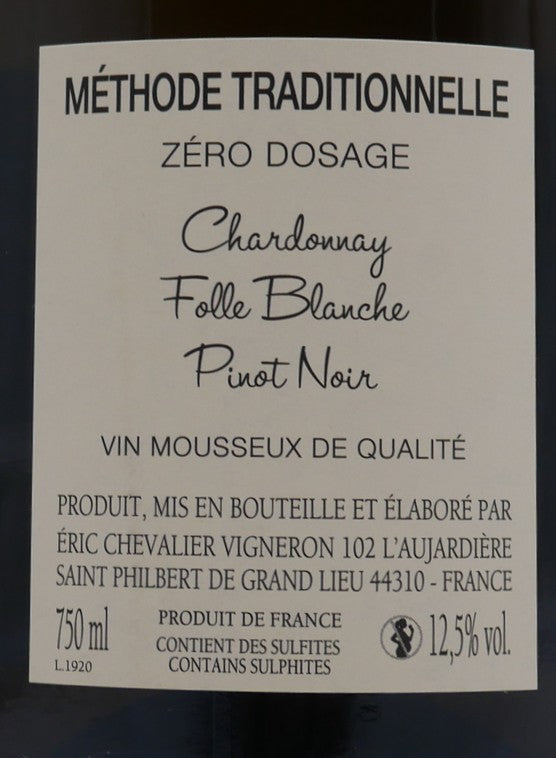 MÉTHODE TRADITIONNELLE
ZÉRO DOSAGE
Chardonnay
Folle Blanche
Pinot Noir
VIN MOUSSEUX DE QUALITÉ
PRODUIT, MIS EN BOUTEILLE ET ÉLABORÉ PAR
ÉRIC CHEVALIER VIGNERON 102 L'AUJARDIÈRE
SAINT PHILBERT DE GRAND LIEU 44310 - FRANCE
750 ml
L.1920
PRODUIT DE FRANCE
CONTIENT DES SULFITES
CONTAINS SULPHITES
12,5% vol.